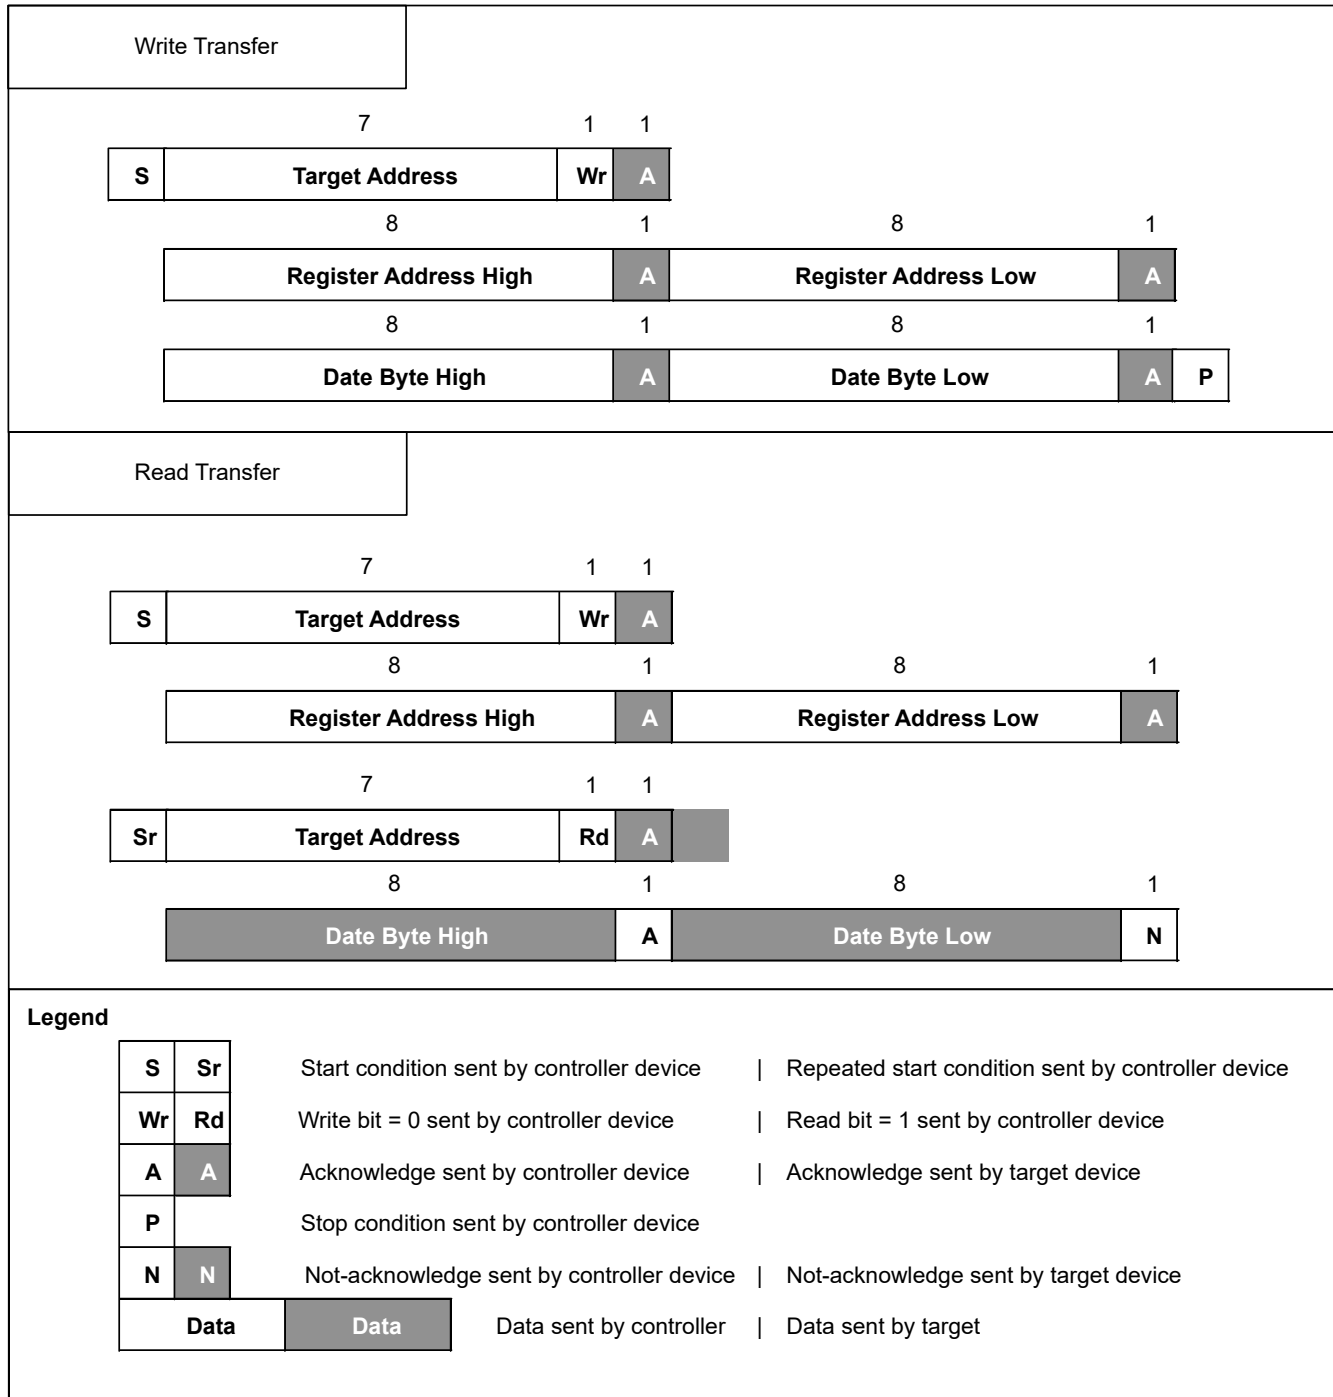 Write Transfer
7 1 1
S Target Address Wr A
8 1 8 1
Register Address High A Register Address Low A
8 1 8 1
Date Byte High A Date Byte Low A P
Read Transfer
7 1 1
S Target Address Wr A
8 1 8 1
Register Address High A Register Address Low A
7 1 1
Sr Target Address Rd A
8 1 8 1
Date Byte High A Date Byte Low N
Legend
S Sr Start condition sent by controller device | Repeated start condition sent by controller device
Wr Rd Write bit = 0 sent by controller device | Read bit = 1 sent by controller device
A A Acknowledge sent by controller device | Acknowledge sent by target device
P Stop condition sent by controller device
N N Not-acknowledge sent by controller device | Not-acknowledge sent by target device
Data Data Data sent by controller | Data sent by target